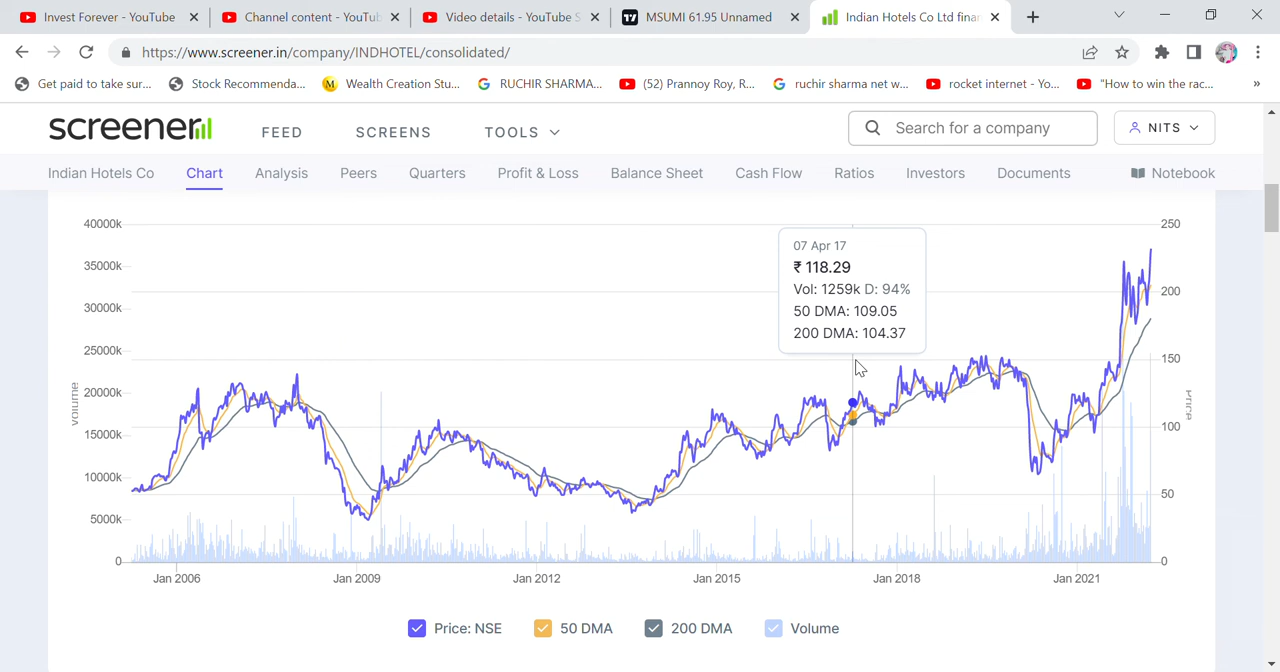 Invest Forever - YouTube
Channel content - YouTub
Video details - YouTube S
MSUMI 61.95 Unnamed
Indian Hotels Co Ltd finan
https://www.screener.in/company/INDHOTEL/consolidated/
Get paid to take sur...
Stock Recommenda...
M
Wealth Creation Stu...
RUCHIR SHARMA...
(52) Prannoy Roy, R...
ruchir sharma net w...
rocket internet - Yo...
"How to win the rac...
»
screener
FEED
SCREENS
TOOLS
Search for a company
NITS
Indian Hotels Co
Chart
Analysis
Peers
Quarters
Profit & Loss
Balance Sheet
Cash Flow
Ratios
Investors
Documents
Notebook
40000k
35000k
30000k
25000k
20000k
15000k
10000k
5000k
0
volume
07 Apr 17
₹ 118.29
Vol: 1259k D: 94%
50 DMA: 109.05
200 DMA: 104.37
250
200
150
100
50
0
Price
Jan 2006
Jan 2009
Jan 2012
Jan 2015
Jan 2018
Jan 2021
Price: NSE
50 DMA
200 DMA
Volume